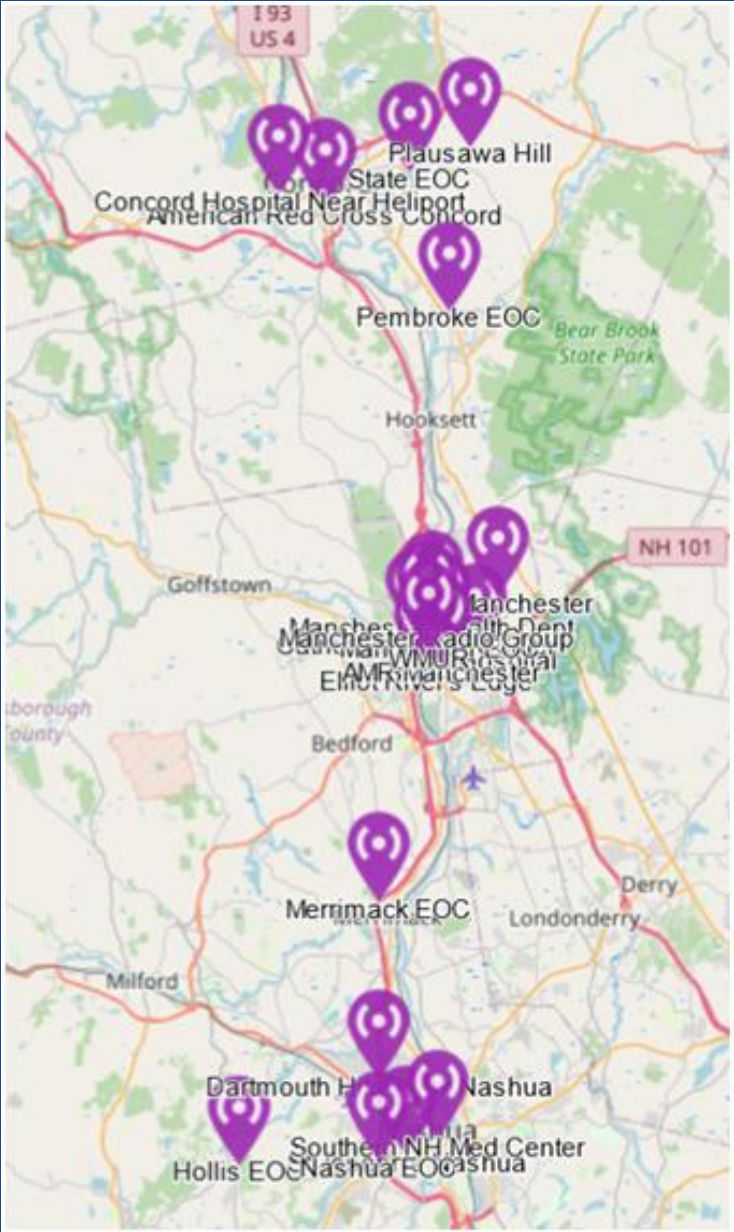 I 93
US 4
Plausawa Hill
State EOC
Concord Hospital Near Heliport
American Red Cross Concord
Pembroke EOC
Bear Brook
State Park
Hooksett
NH 101
Goffstown
Manchester
Manchester Radio Group
WMUR
Manchester
Elliot River's Edge
Bedford
Merrimack EOC
Derry
Londonderry
Milford
Dartmouth
Nashua
Southern NH Med Center
Hollis EOC
Nashua EOC